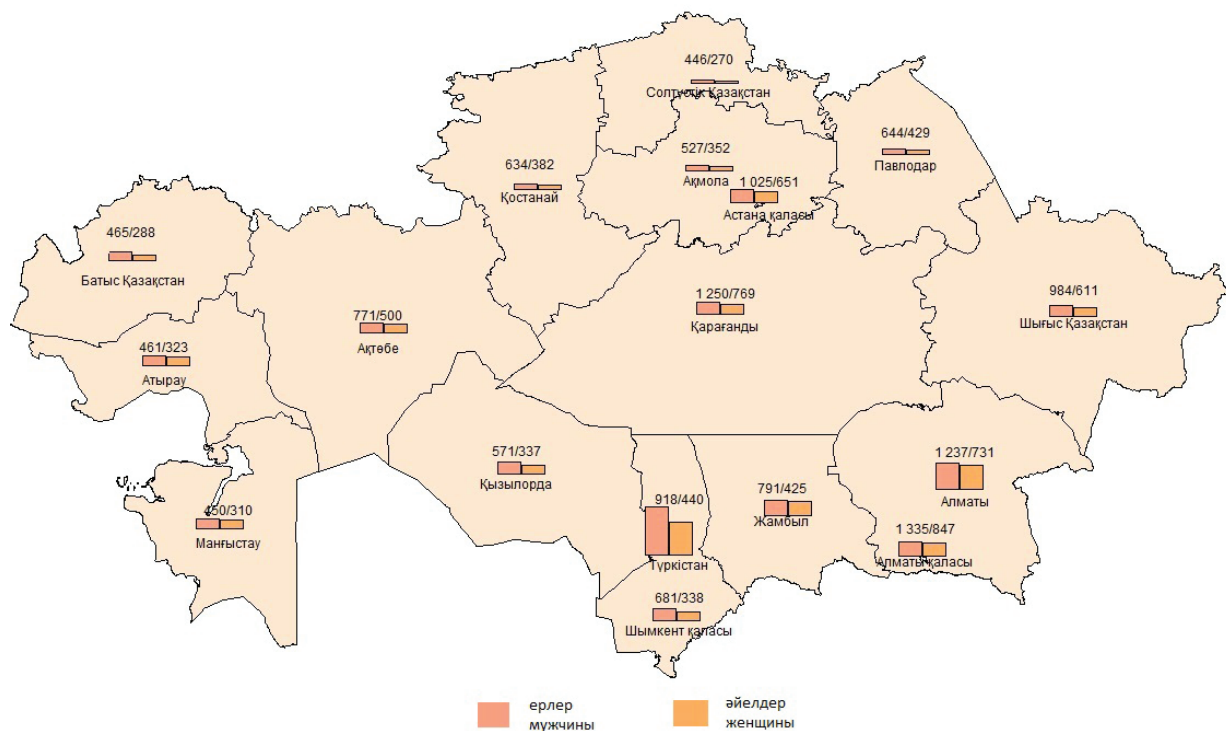 446/270
Солтүстік Қазақстан
644/429
Павлодар
527/352
Ақмола
1 025/651
Астана қаласы
634/382
Қостанай
465/288
Батыс Қазақстан
771/500
Ақтөбе
1 250/769
Қарағанды
984/611
Шығыс Қазақстан
461/323
Атырау
571/337
Қызылорда
1 237/731
Алматы
450/310
Манғыстау
918/440
Түркістан
791/425
Жамбыл
1 335/847
Алматы қаласы
681/338
Шымкент қаласы
ерлер
мужчины
әйелдер
женщины